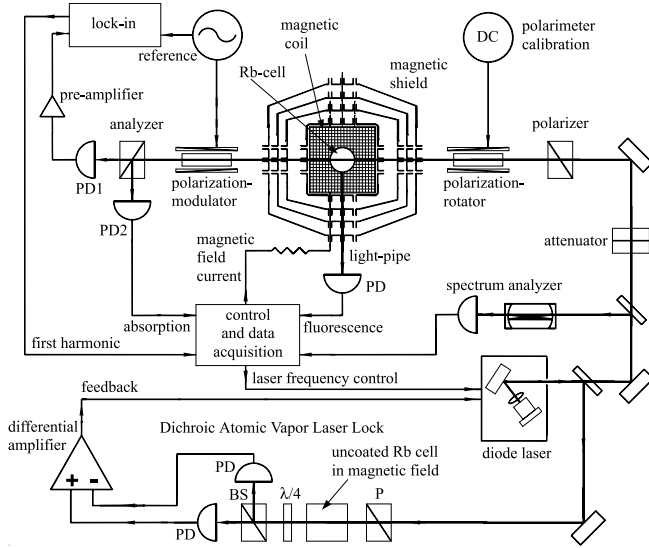 lock-in
reference
pre-amplifier
analyzer
PD1
PD2
polarization-
modulator
magnetic
coil
Rb-cell
magnetic
shield
DC
polarimeter
calibration
polarizer
polarization-
rotator
attenuator
magnetic
field
current
light-pipe
PD
spectrum analyzer
absorption
control
and data
acquisition
fluorescence
first harmonic
laser frequency control
feedback
differential
amplifier
Dichroic Atomic Vapor Laser Lock
diode laser
uncoated Rb cell
in magnetic field
PD
BS
λ/4
P
+ -
PD